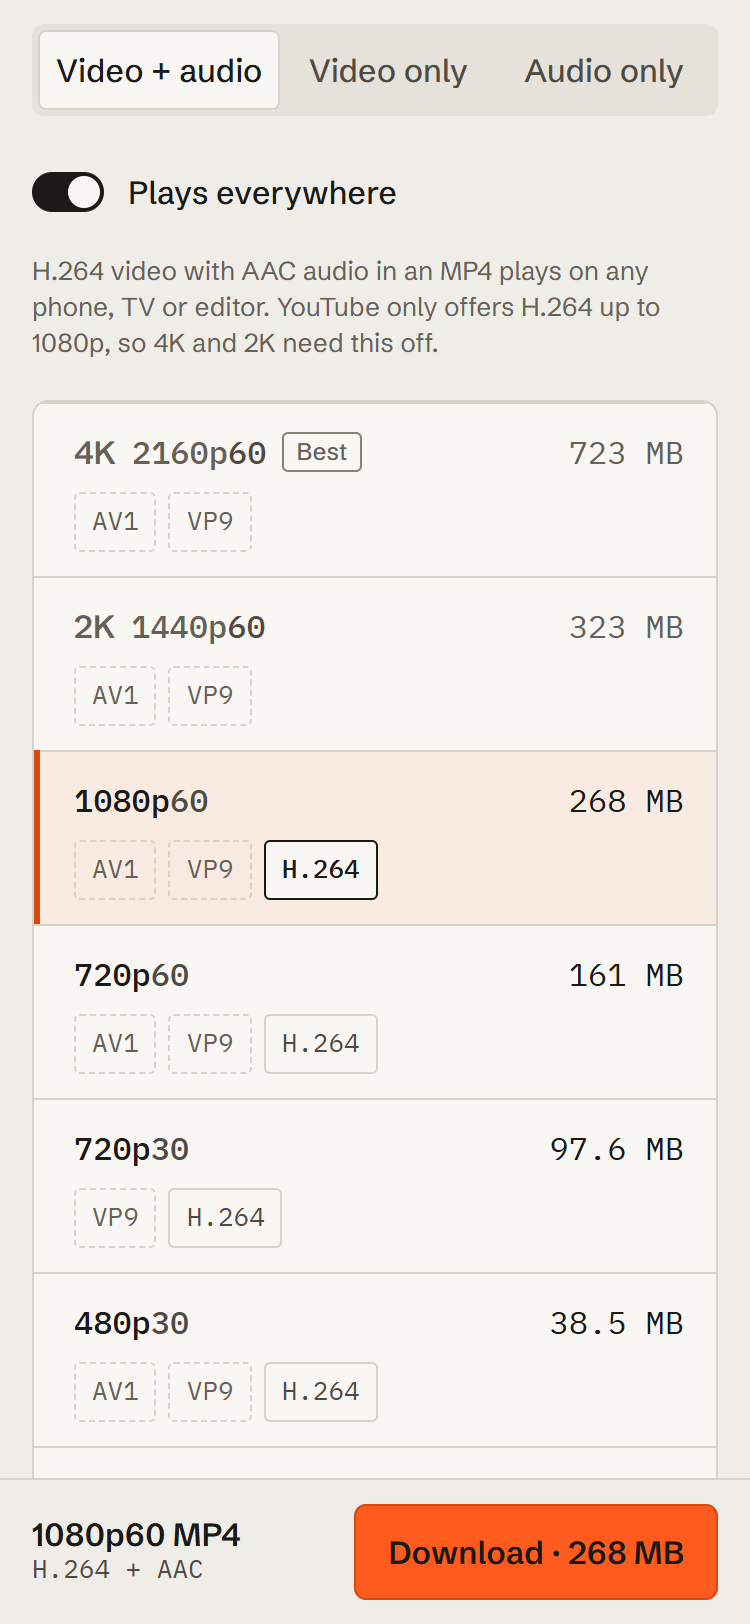 Video + audio Video only Audio only
Plays everywhere
H.264 video with AAC audio in an MP4 plays on any
phone, TV or editor. YouTube only offers H.264 up to
1080p, so 4K and 2K need this off.
4K 2160p60 Best 723 MB
AV1 VP9
2K 1440p60 323 MB
AV1 VP9
1080p60 268 MB
AV1 VP9 H.264
720p60 161 MB
AV1 VP9 H.264
720p30 97.6 MB
VP9 H.264
480p30 38.5 MB
AV1 VP9 H.264
1080p60 MP4
H.264 + AAC
Download · 268 MB